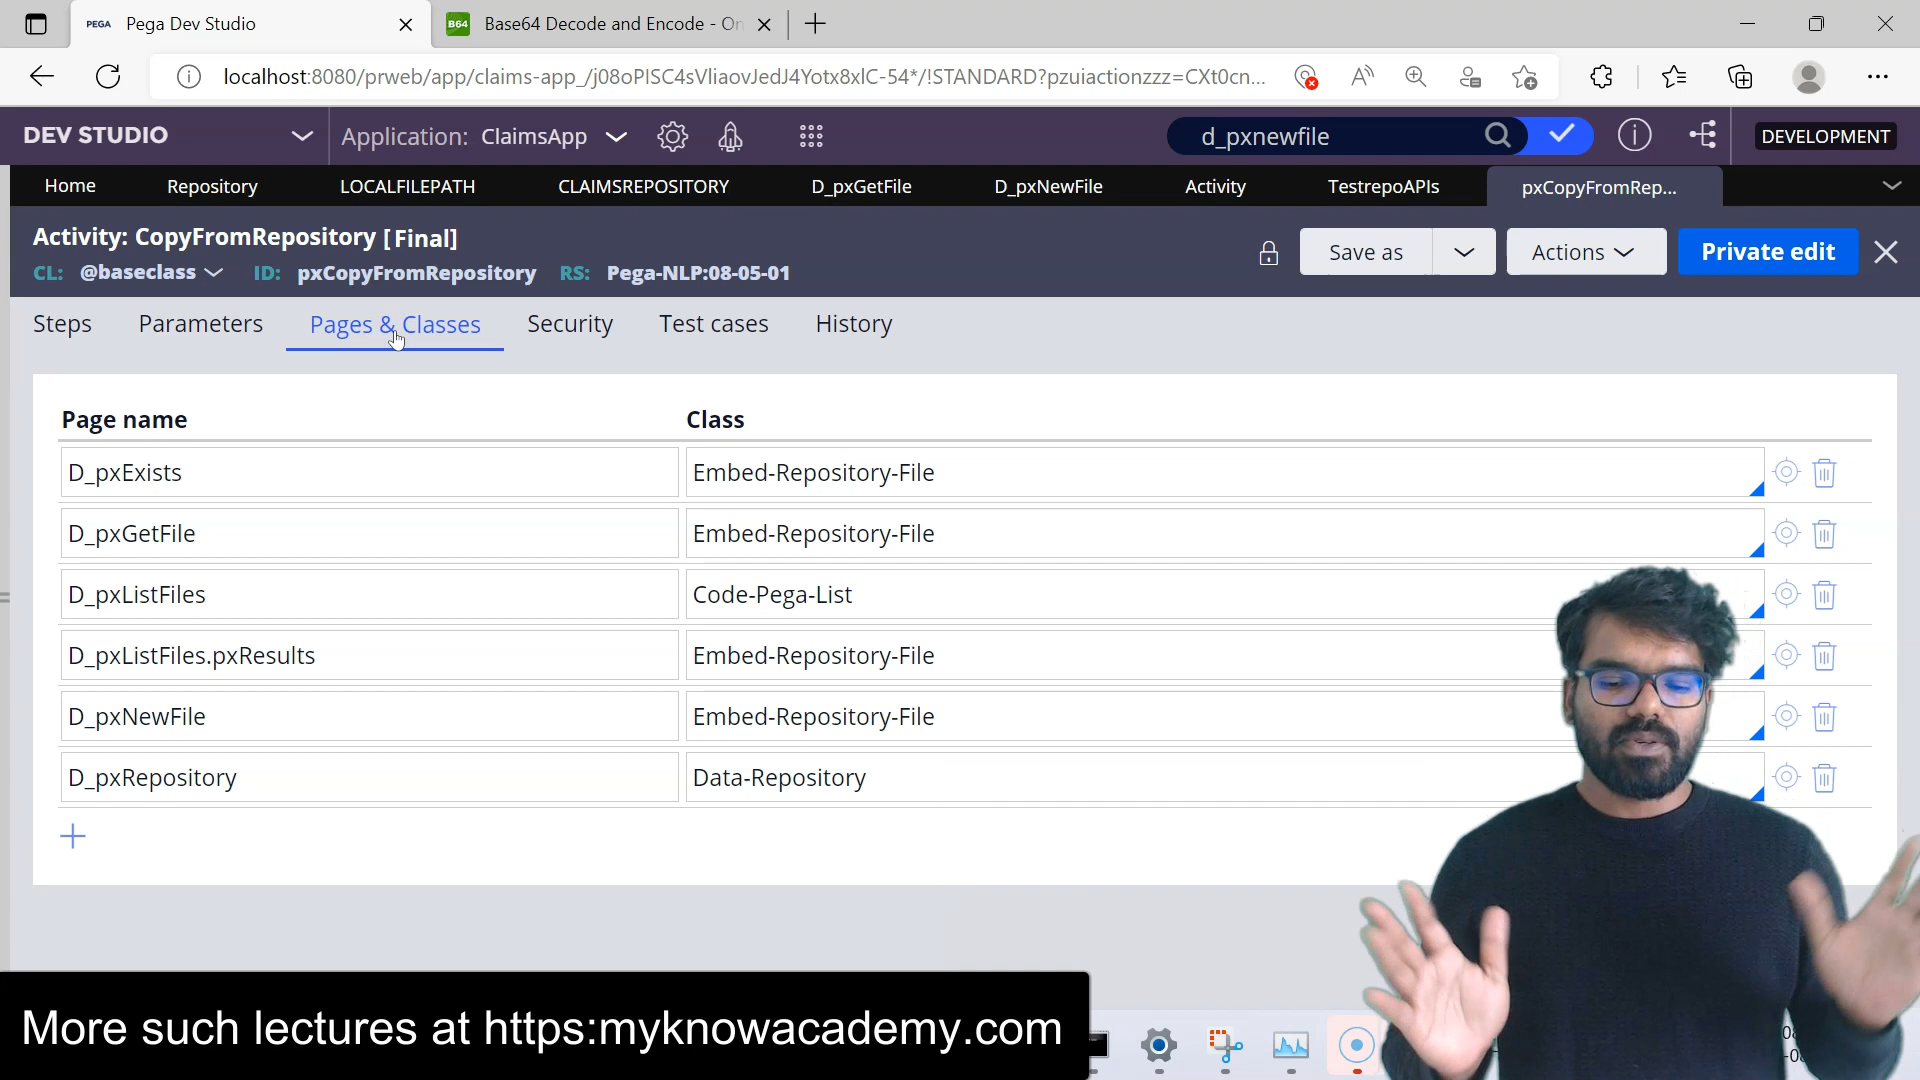 PEGA Pega Dev Studio
B64 Base64 Decode and Encode - On
localhost:8080/prweb/app/claims-app_/j08oPISC4sVliaovJedJ4Yotx8xlC-54*/!STANDARD?pzuiactionzzz=CXt0cn...
DEV STUDIO Application: ClaimsApp d_pxnewfile DEVELOPMENT
Home Repository LOCALFILEPATH CLAIMSREPOSITORY D_pxGetFile D_pxNewFile Activity TestrepoAPIs pxCopyFromRep...
Activity: CopyFromRepository [Final]
CL: @baseclass ID: pxCopyFromRepository RS: Pega-NLP:08-05-01
Save as Actions Private edit
Steps Parameters Pages & Classes Security Test cases History
Page name Class
D_pxExists Embed-Repository-File
D_pxGetFile Embed-Repository-File
D_pxListFiles Code-Pega-List
D_pxListFiles.pxResults Embed-Repository-File
D_pxNewFile Embed-Repository-File
D_pxRepository Data-Repository
More such lectures at https:myknowacademy.com